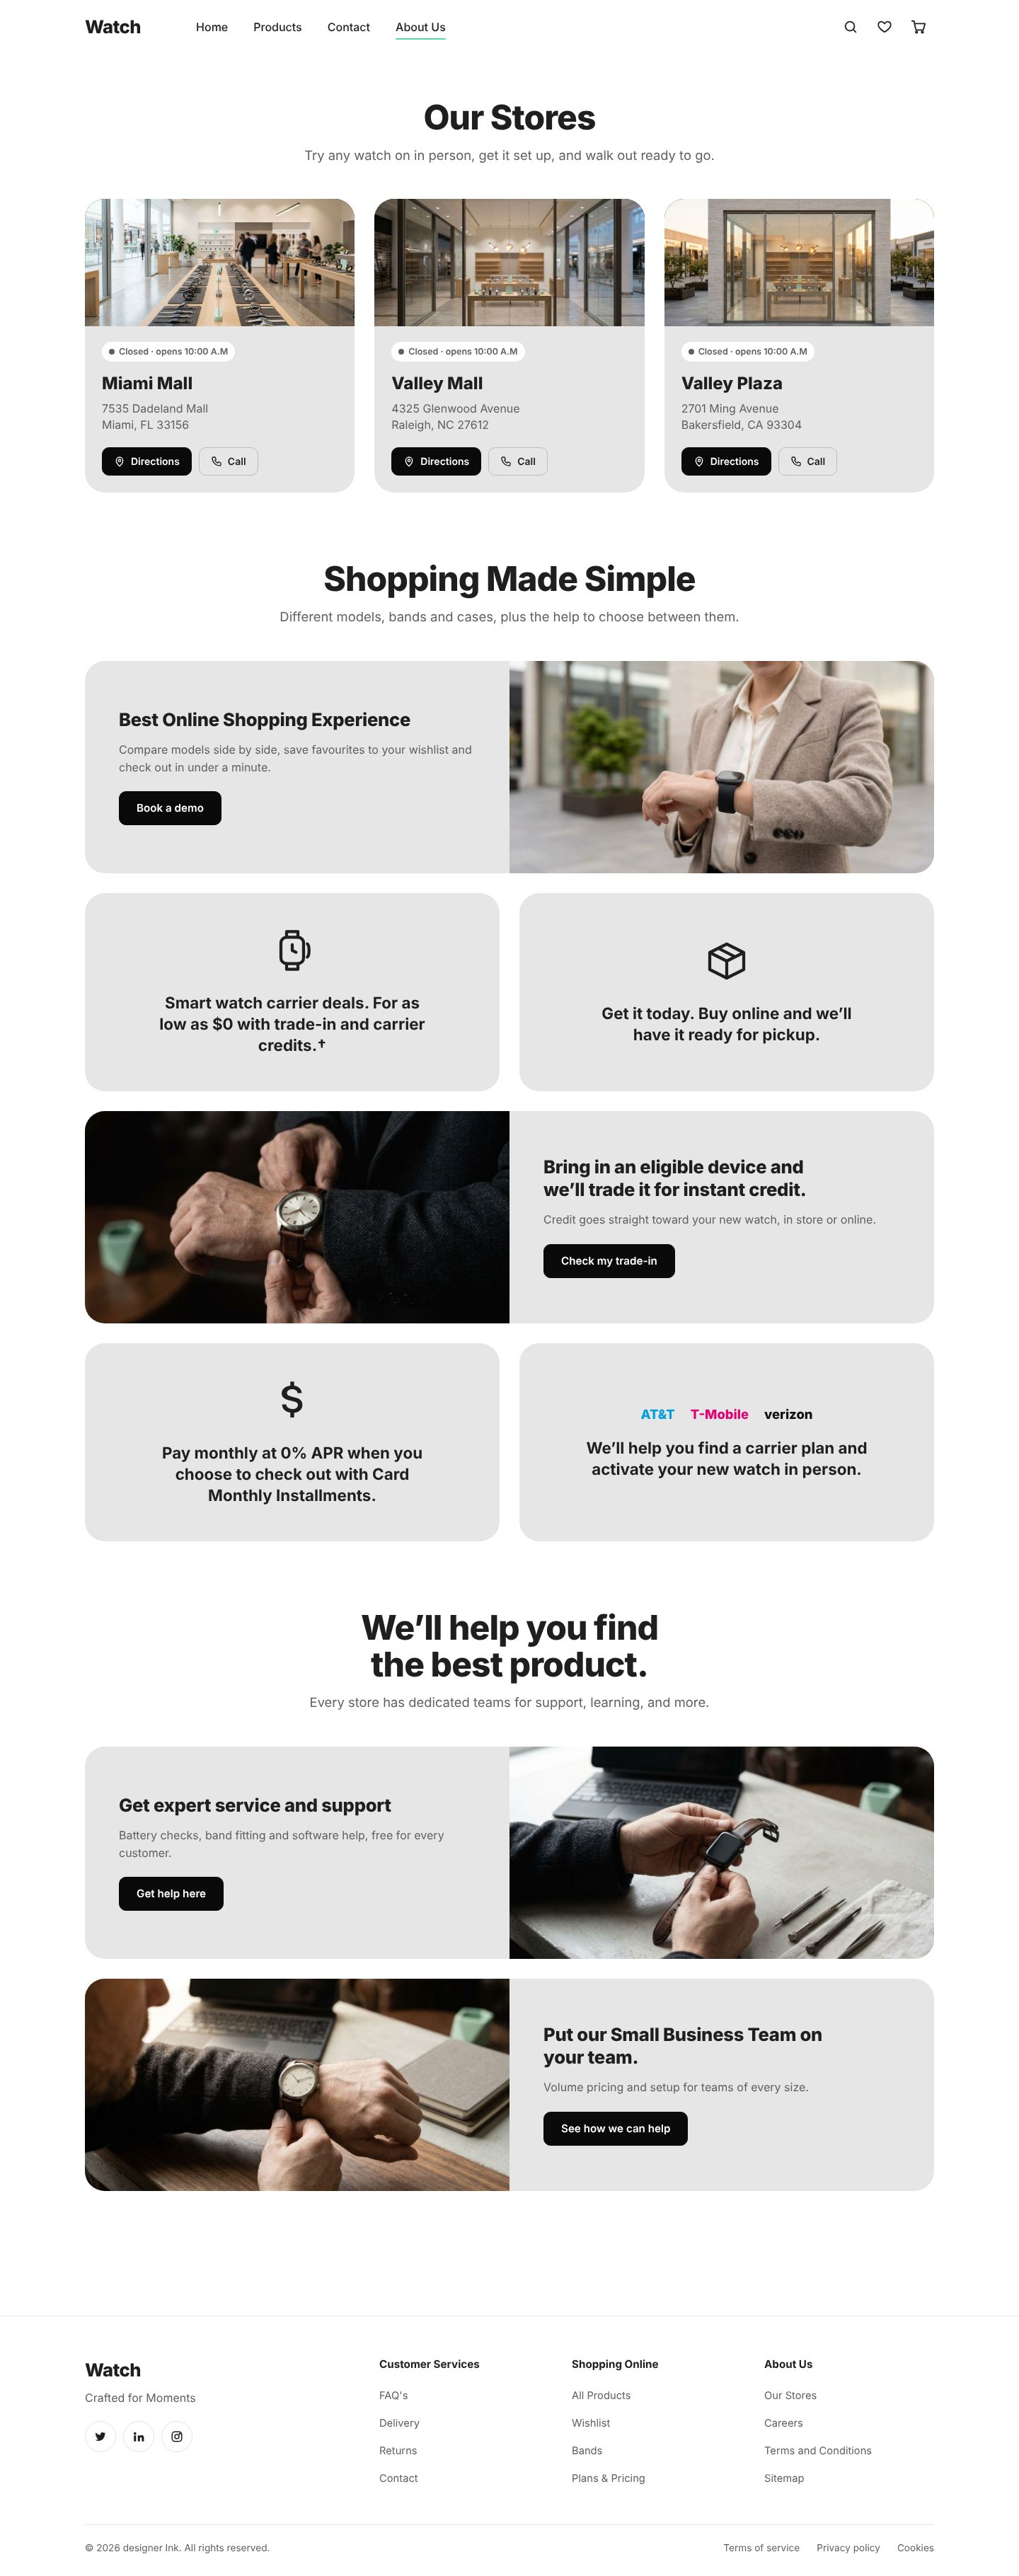 Watch
Home
Products
Contact
About Us
Our Stores
Try any watch on in person, get it set up, and walk out ready to go.
Closed · opens 10:00 A.M
Miami Mall
7535 Dadeland Mall
Miami, FL 33156
Directions
Call
Closed · opens 10:00 A.M
Valley Mall
4325 Glenwood Avenue
Raleigh, NC 27612
Directions
Call
Closed · opens 10:00 A.M
Valley Plaza
2701 Ming Avenue
Bakersfield, CA 93304
Directions
Call
Shopping Made Simple
Different models, bands and cases, plus the help to choose between them.
Best Online Shopping Experience
Compare models side by side, save favourites to your wishlist and
check out in under a minute.
Book a demo
Smart watch carrier deals. For as
low as $0 with trade-in and carrier
credits.†
Get it today. Buy online and we’ll
have it ready for pickup.
Bring in an eligible device and
we’ll trade it for instant credit.
Credit goes straight toward your new watch, in store or online.
Check my trade-in
Pay monthly at 0% APR when you
choose to check out with Card
Monthly Installments.
AT&T T-Mobile verizon
We’ll help you find a carrier plan and
activate your new watch in person.
We’ll help you find
the best product.
Every store has dedicated teams for support, learning, and more.
Get expert service and support
Battery checks, band fitting and software help, free for every
customer.
Get help here
Put our Small Business Team on
your team.
Volume pricing and setup for teams of every size.
See how we can help
Watch
Crafted for Moments
Customer Services
FAQ's
Delivery
Returns
Contact
Shopping Online
All Products
Wishlist
Bands
Plans & Pricing
About Us
Our Stores
Careers
Terms and Conditions
Sitemap
© 2026 designer Ink. All rights reserved.
Terms of service
Privacy policy
Cookies